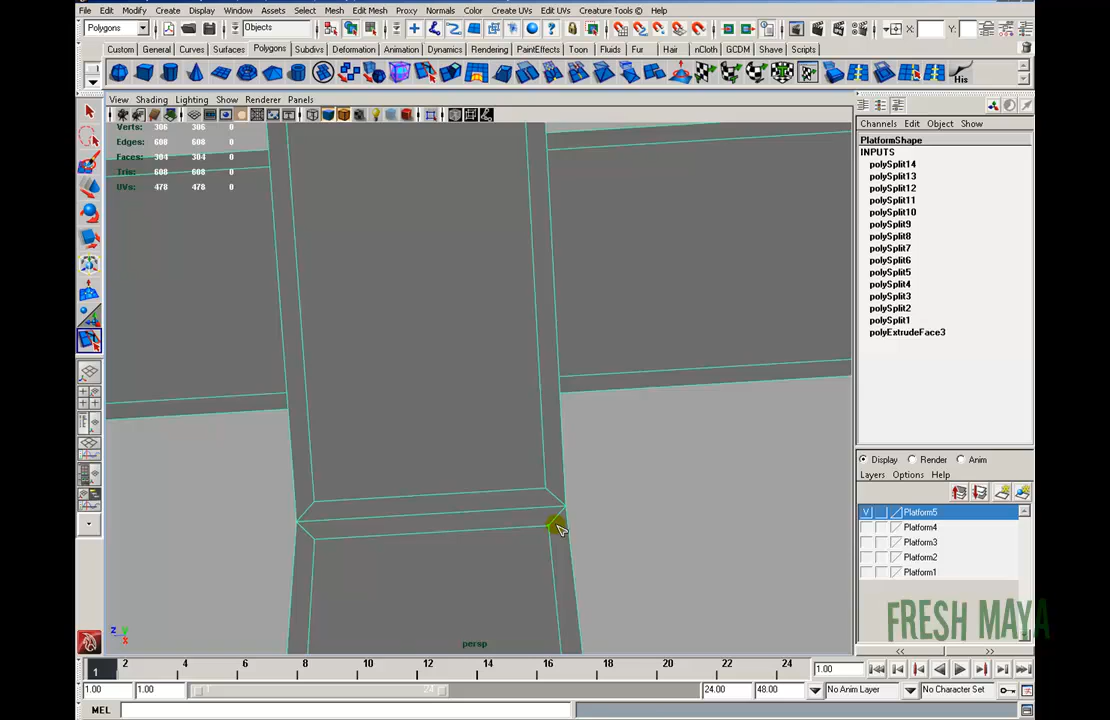 File Edit Modify Create Display Window Assets Select Mesh Edit Mesh Proxy Normals Color Create UVs Edit UVs Creature Tools © Help
Polygons Objects X: Y:
Custom General Curves Surfaces Polygons Subdivs Deformation Animation Dynamics Rendering PaintEffects Toon Fluids Fur Hair nCloth GCDM Shave Scripts
His
View Shading Lighting Show Renderer Panels
Channels Edit Object Show
Verts: 306 306 0
Edges: 608 608 0
Faces: 304 304 0
Tris: 608 608 0
UVs: 478 478 0
PlatformShape
INPUTS
polySplit14
polySplit13
polySplit12
polySplit11
polySplit10
polySplit9
polySplit8
polySplit7
polySplit6
polySplit5
polySplit4
polySplit3
polySplit2
polySplit1
polyExtrudeFace3
Display Render Anim
Layers Options Help
V Platform5
Platform4
Platform3
Platform2
Platform1
FRESH MAYA
persp
2 4 6 8 10 12 14 16 18 20 22 24
1 1.00
1.00 1.00 24 24.00 48.00 No Anim Layer No Character Set
MEL